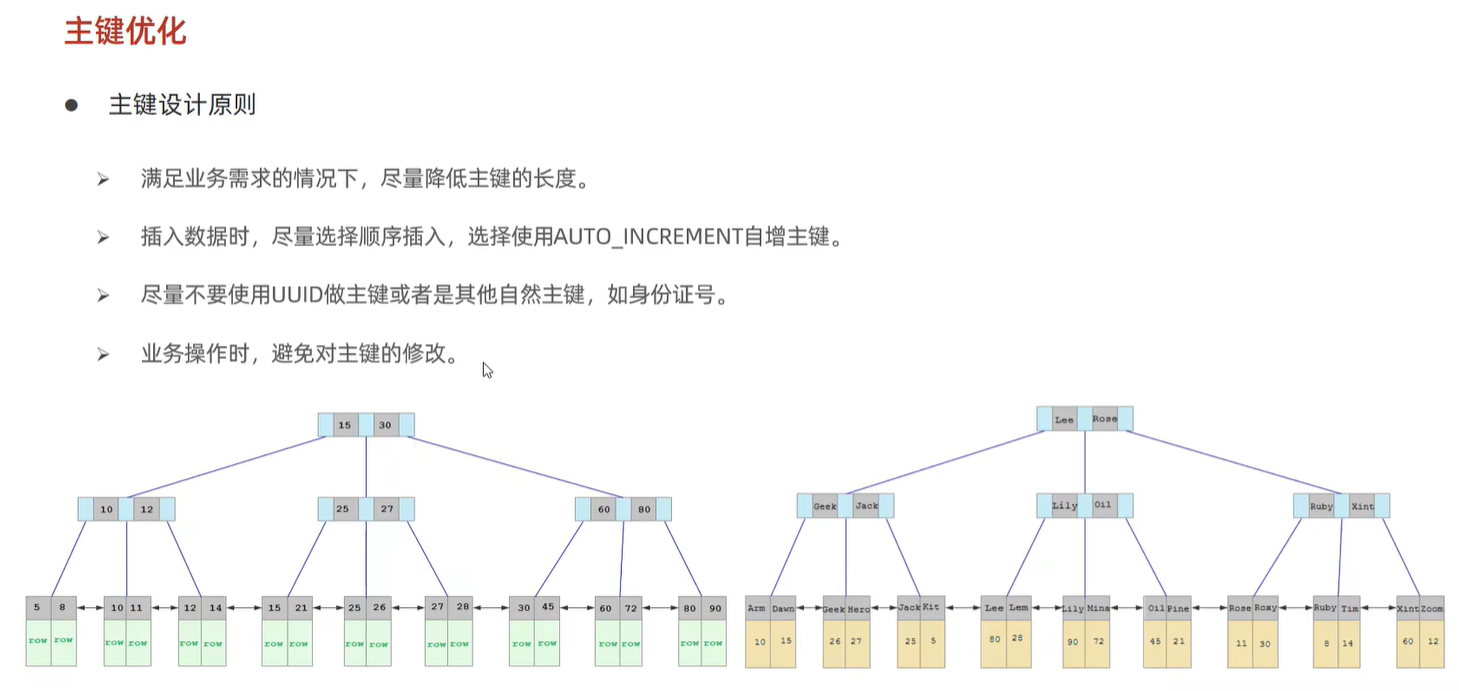 主键优化
● 主键设计原则
➢ 满足业务需求的情况下，尽量降低主键的长度。
➢ 插入数据时，尽量选择顺序插入，选择使用AUTO_INCREMENT自增主键。
➢ 尽量不要使用UUID做主键或者是其他自然主键，如身份证号。
➢ 业务操作时，避免对主键的修改。
15 30 Lee Rose
10 12 25 27 60 80 Geek Jack Lily Oil Ruby Xint
5 8 10 11 12 14 15 21 25 26 27 28 30 45 60 72 80 90 Arm Dawn Geek Hero Jack Kit Lee Lem Lily Mina Oil Pine Rose Roxy Ruby Tim Xint Zoom
row row row row row row row row row row row row row row row row row row 10 15 26 27 25 5 80 28 90 72 45 21 11 30 8 14 60 12